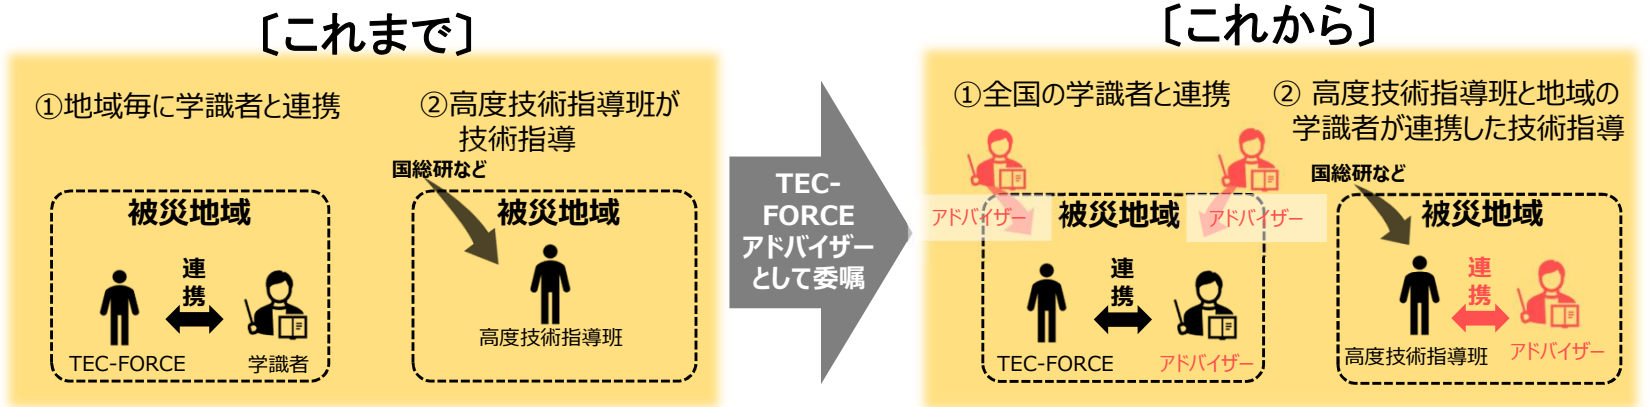 〔これまで〕
①地域毎に学識者と連携
②高度技術指導班が
技術指導
国総研など
被災地域
連
携
TEC-FORCE
学識者
被災地域
高度技術指導班
TEC-
FORCE
アドバイザー
として委嘱
〔これから〕
①全国の学識者と連携
② 高度技術指導班と地域の
学識者が連携した技術指導
国総研など
アドバイザー
被災地域
アドバイザー
連
携
TEC-FORCE
アドバイザー
被災地域
連
携
高度技術指導班
アドバイザー